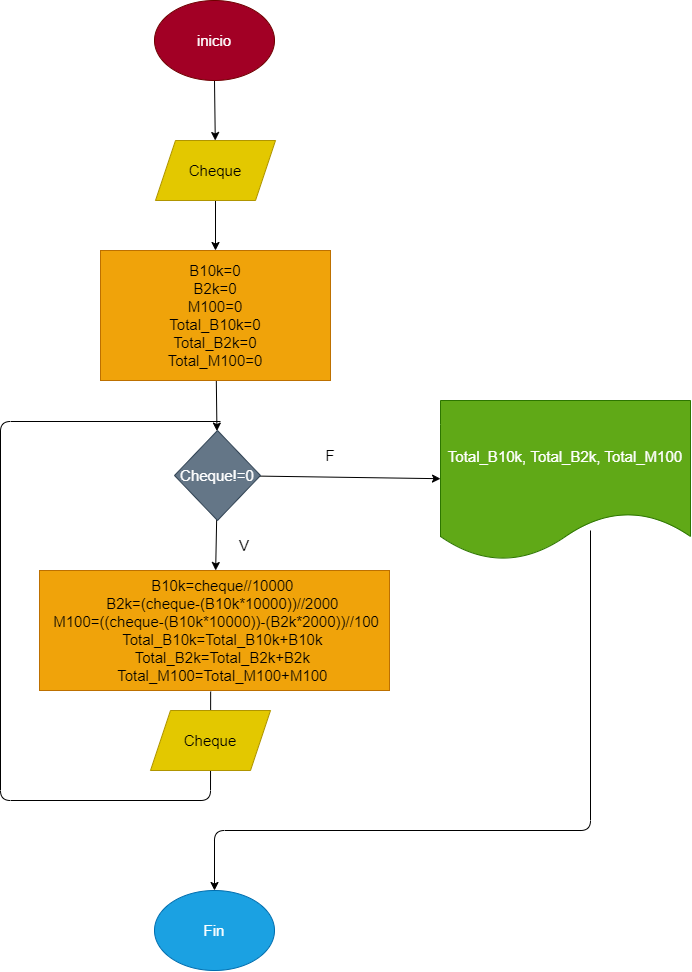 inicio
Cheque
B10k=0
B2k=0
M100=0
Total_B10k=0
Total_B2k=0
Total_M100=0
Cheque!=0
F
Total_B10k, Total_B2k, Total_M100
V
B10k=cheque//10000
B2k=(cheque-(B10k*10000))//2000
M100=((cheque-(B10k*10000))-(B2k*2000))//100
Total_B10k=Total_B10k+B10k
Total_B2k=Total_B2k+B2k
Total_M100=Total_M100+M100
Cheque
Fin